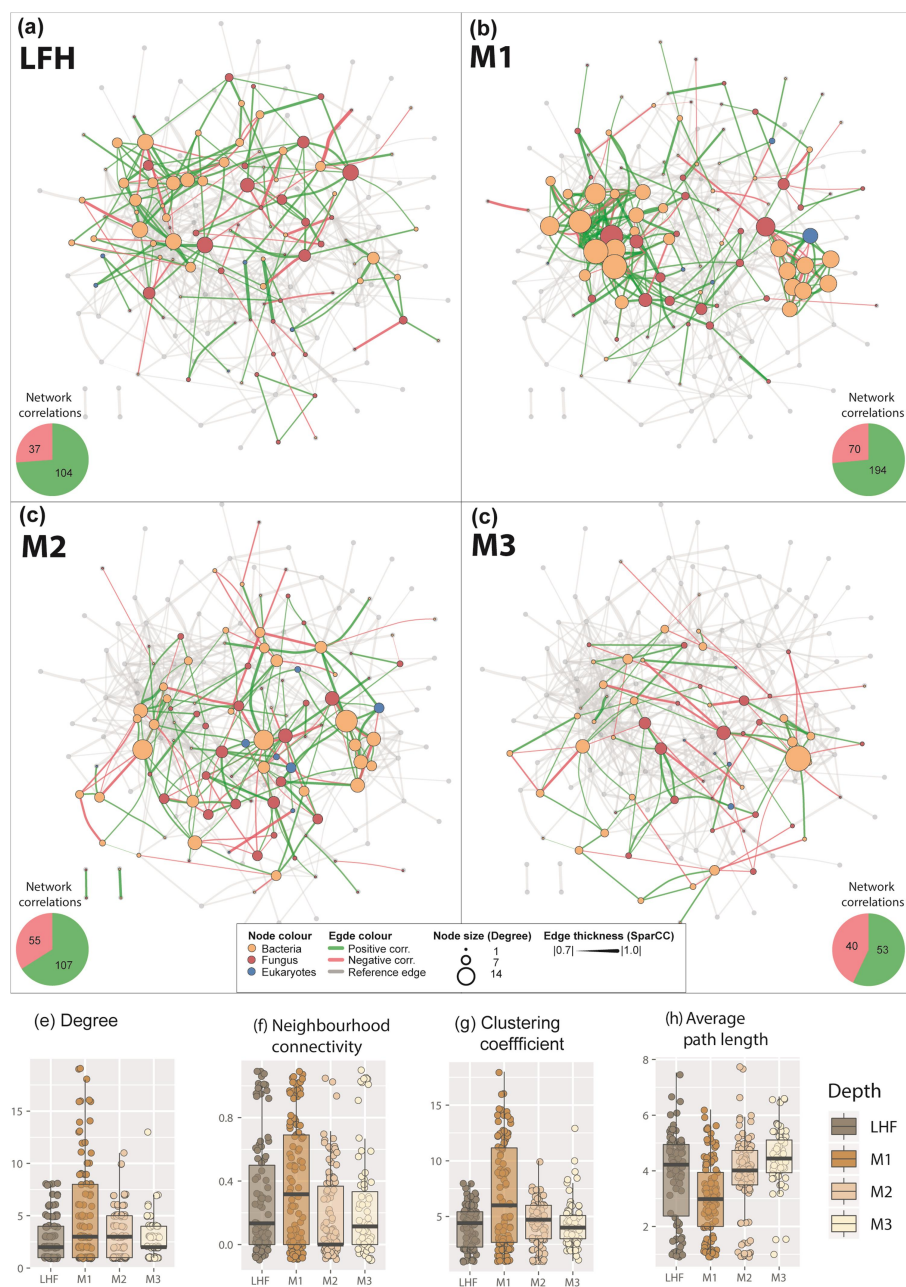 (a)
LFH
(b)
M1
Network
correlations
37
104
Network
correlations
70
194
(c)
M2
(c)
M3
Network
correlations
55
107
Network
correlations
40
53
Node colour
Bacteria
Fungus
Eukaryotes
Egde colour
Positive corr.
Negative corr.
Reference edge
Node size (Degree)
1
7
14
Edge thickness (SparCC)
|0.7| |1.0|
(e) Degree
15
10
5
0
LHF M1 M2 M3
(f) Neighbourhood
connectivity
0.8
0.4
0.0
LHF M1 M2 M3
(g) Clustering
coeffficient
15
10
5
LHF M1 M2 M3
(h) Average
path length
8
6
4
2
LHF M1 M2 M3
Depth
LHF
M1
M2
M3